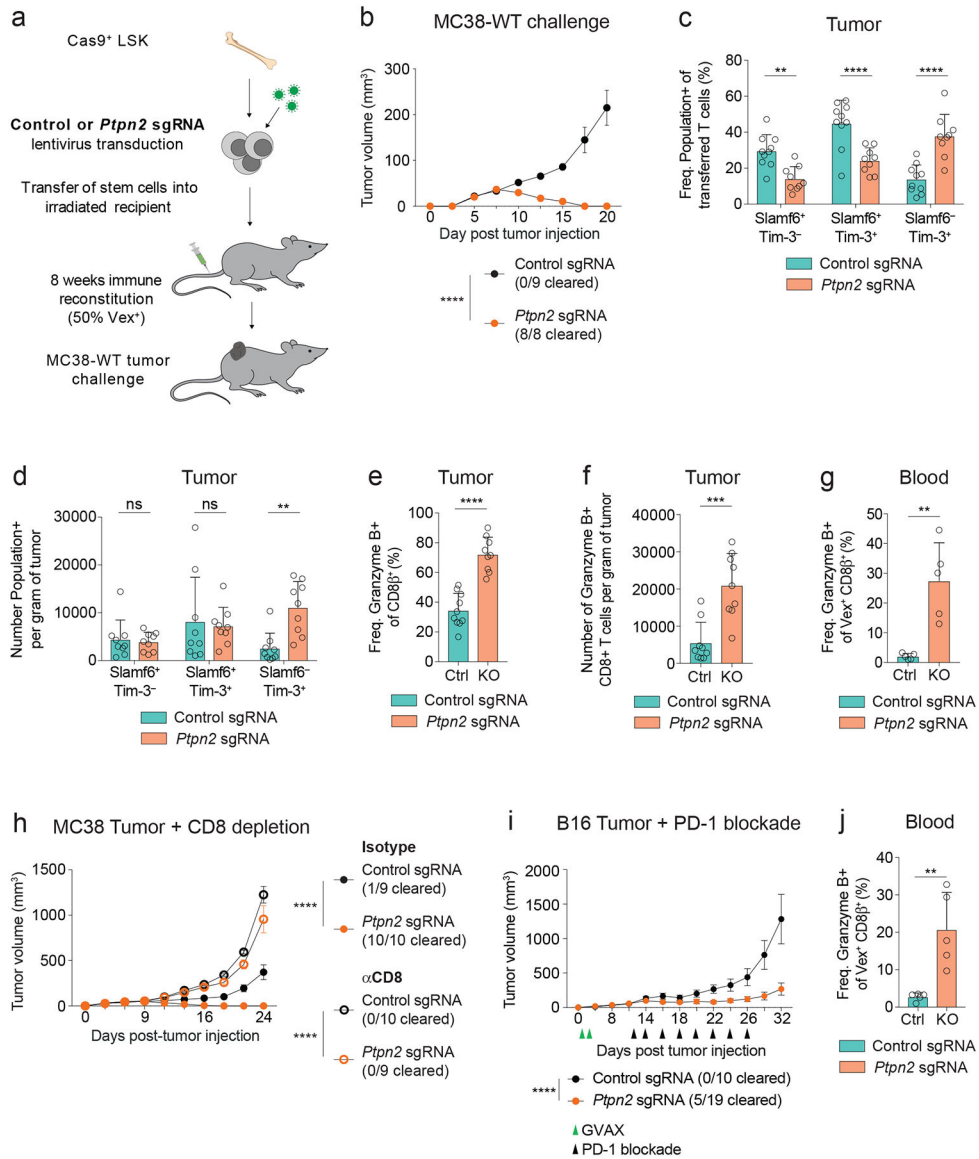 a
Cas9⁺ LSK
Control or Ptpn2 sgRNA
lentivirus transduction
Transfer of stem cells into
irradiated recipient
8 weeks immune
reconstitution
(50% Vex⁺)
MC38-WT tumor
challenge
b
MC38-WT challenge
Tumor volume (mm³)
300
200
100
0
0 5 10 15 20
Day post tumor injection
****
Control sgRNA
(0/9 cleared)
Ptpn2 sgRNA
(8/8 cleared)
c
Tumor
Freq. Population+ of
transferred T cells (%)
80
60
40
20
0
** **** ****
Slamf6⁺ Slamf6⁺ Slamf6⁻
Tim-3⁻ Tim-3⁺ Tim-3⁺
Control sgRNA
Ptpn2 sgRNA
d
Tumor
Number Population+
per gram of tumor
30000
20000
10000
0
ns ns **
Slamf6⁺ Slamf6⁺ Slamf6⁻
Tim-3⁻ Tim-3⁺ Tim-3⁺
Control sgRNA
Ptpn2 sgRNA
e
Tumor
Freq. Granzyme B+
of CD8β⁺ (%)
100
80
60
40
20
0
****
Ctrl KO
Control sgRNA
Ptpn2 sgRNA
f
Tumor
Number of Granzyme B+
CD8+ T cells per gram of tumor
40000
30000
20000
10000
0
***
Ctrl KO
Control sgRNA
Ptpn2 sgRNA
g
Blood
Freq. Granzyme B+
of Vex⁺ CD8β⁺ (%)
50
40
30
20
10
0
**
Ctrl KO
Control sgRNA
Ptpn2 sgRNA
h
MC38 Tumor + CD8 depletion
Tumor volume (mm³)
1500
1000
500
0
0 9 16 24
Days post-tumor injection
Isotype
Control sgRNA
(1/9 cleared)
****
Ptpn2 sgRNA
(10/10 cleared)
αCD8
Control sgRNA
(0/10 cleared)
****
Ptpn2 sgRNA
(0/9 cleared)
i
B16 Tumor + PD-1 blockade
Tumor volume (mm³)
2000
1500
1000
500
0
0 8 14 18 22 26 32
Days post tumor injection
****
Control sgRNA (0/10 cleared)
Ptpn2 sgRNA (5/19 cleared)
GVAX
PD-1 blockade
j
Blood
Freq. Granzyme B+
of Vex⁺ CD8β⁺ (%)
40
30
20
10
0
**
Ctrl KO
Control sgRNA
Ptpn2 sgRNA